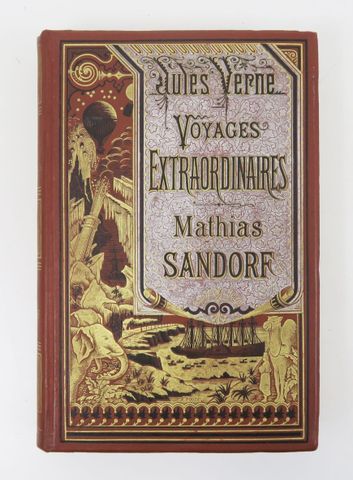 Jules Verne...
VOYAGES
EXTRAORDINAIRES
Mathias
SANDORF